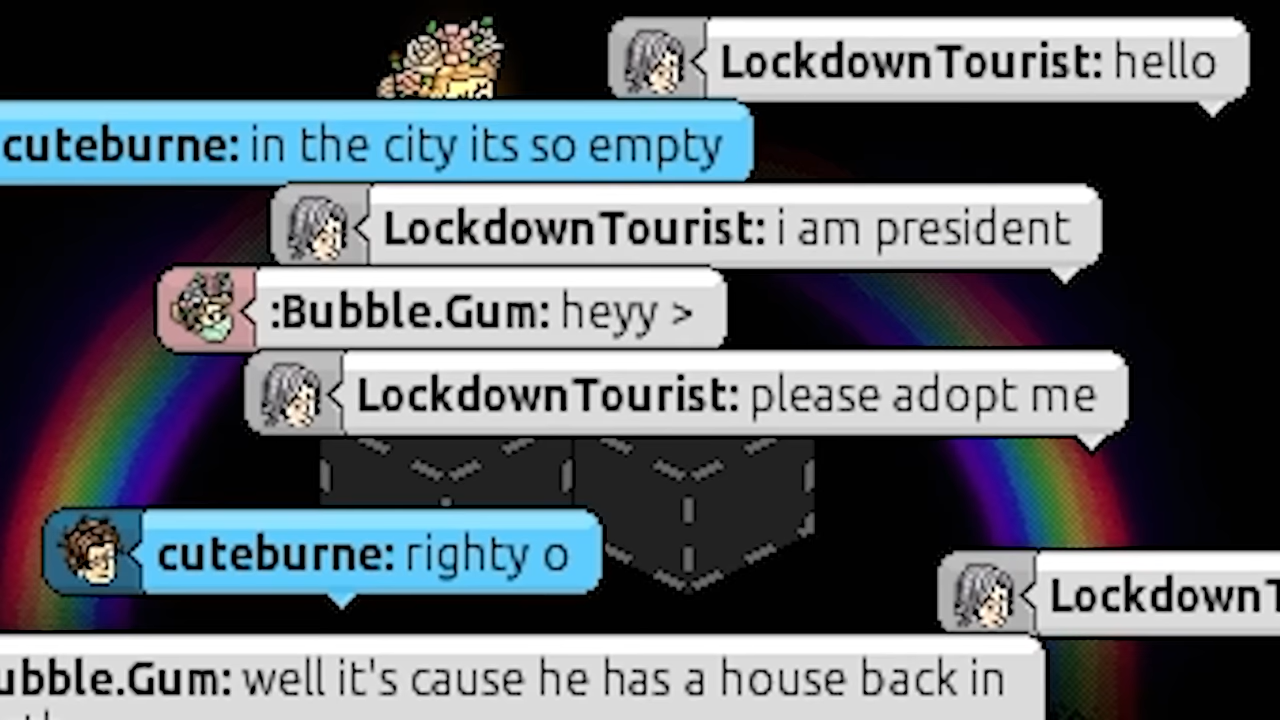 LockdownTourist: hello
cuteburne: in the city its so empty
LockdownTourist: i am president
:Bubble.Gum: heyy >
LockdownTourist: please adopt me
cuteburne: righty o
LockdownT
ubble.Gum: well it's cause he has a house back in